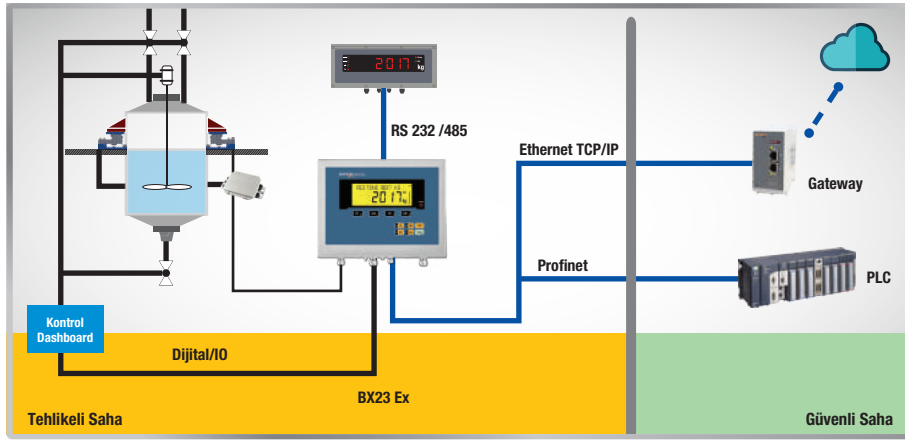 2017 kg
RS 232 /485
Ethernet TCP/IP
Gateway
2017 kg
Profinet
PLC
Kontrol
Dashboard
Dijital/IO
BX23 Ex
Tehlikeli Saha
Güvenli Saha